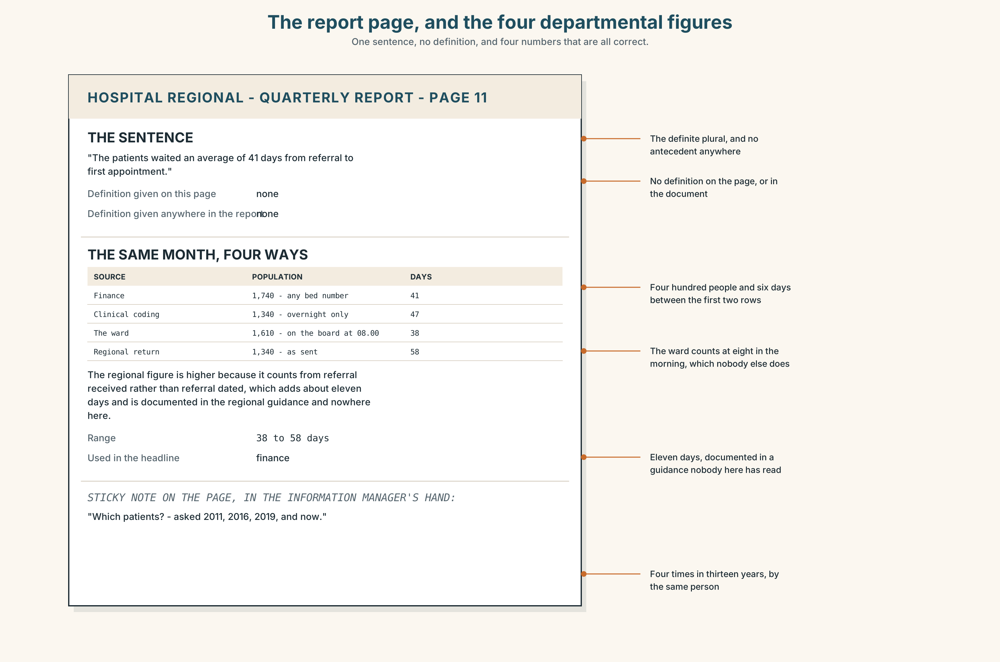 The report page, and the four departmental figures
One sentence, no definition, and four numbers that are all correct.
HOSPITAL REGIONAL - QUARTERLY REPORT - PAGE 11
THE SENTENCE
"The patients waited an average of 41 days from referral to
first appointment."
Definition given on this page none
Definition given anywhere in the report none
THE SAME MONTH, FOUR WAYS
SOURCE POPULATION DAYS
Finance 1,740 - any bed number 41
Clinical coding 1,340 - overnight only 47
The ward 1,610 - on the board at 08.00 38
Regional return 1,340 - as sent 58
The regional figure is higher because it counts from referral
received rather than referral dated, which adds about eleven
days and is documented in the regional guidance and nowhere
here.
Range 38 to 58 days
Used in the headline finance
STICKY NOTE ON THE PAGE, IN THE INFORMATION MANAGER'S HAND:
"Which patients? - asked 2011, 2016, 2019, and now."
The definite plural, and no
antecedent anywhere
No definition on the page, or in
the document
Four hundred people and six days
between the first two rows
The ward counts at eight in the
morning, which nobody else does
Eleven days, documented in a
guidance nobody here has read
Four times in thirteen years, by
the same person